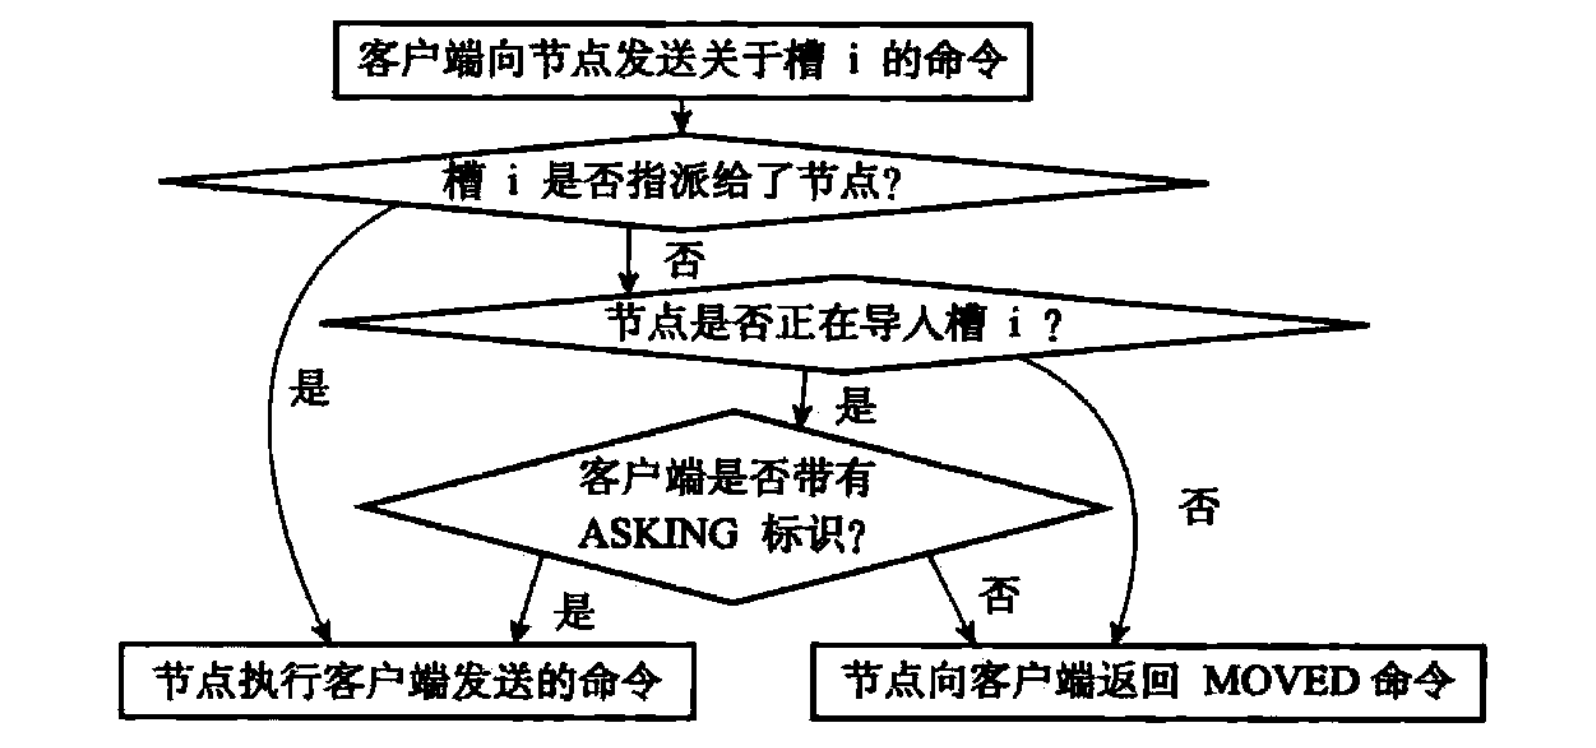 客户端向节点发送关于槽 i 的命令
槽 i 是否指派给了节点?
否
节点是否正在导入槽 i ?
是
是
客户端是否带有
ASKING 标识?
否
是
否
节点执行客户端发送的命令
节点向客户端返回 MOVED 命令